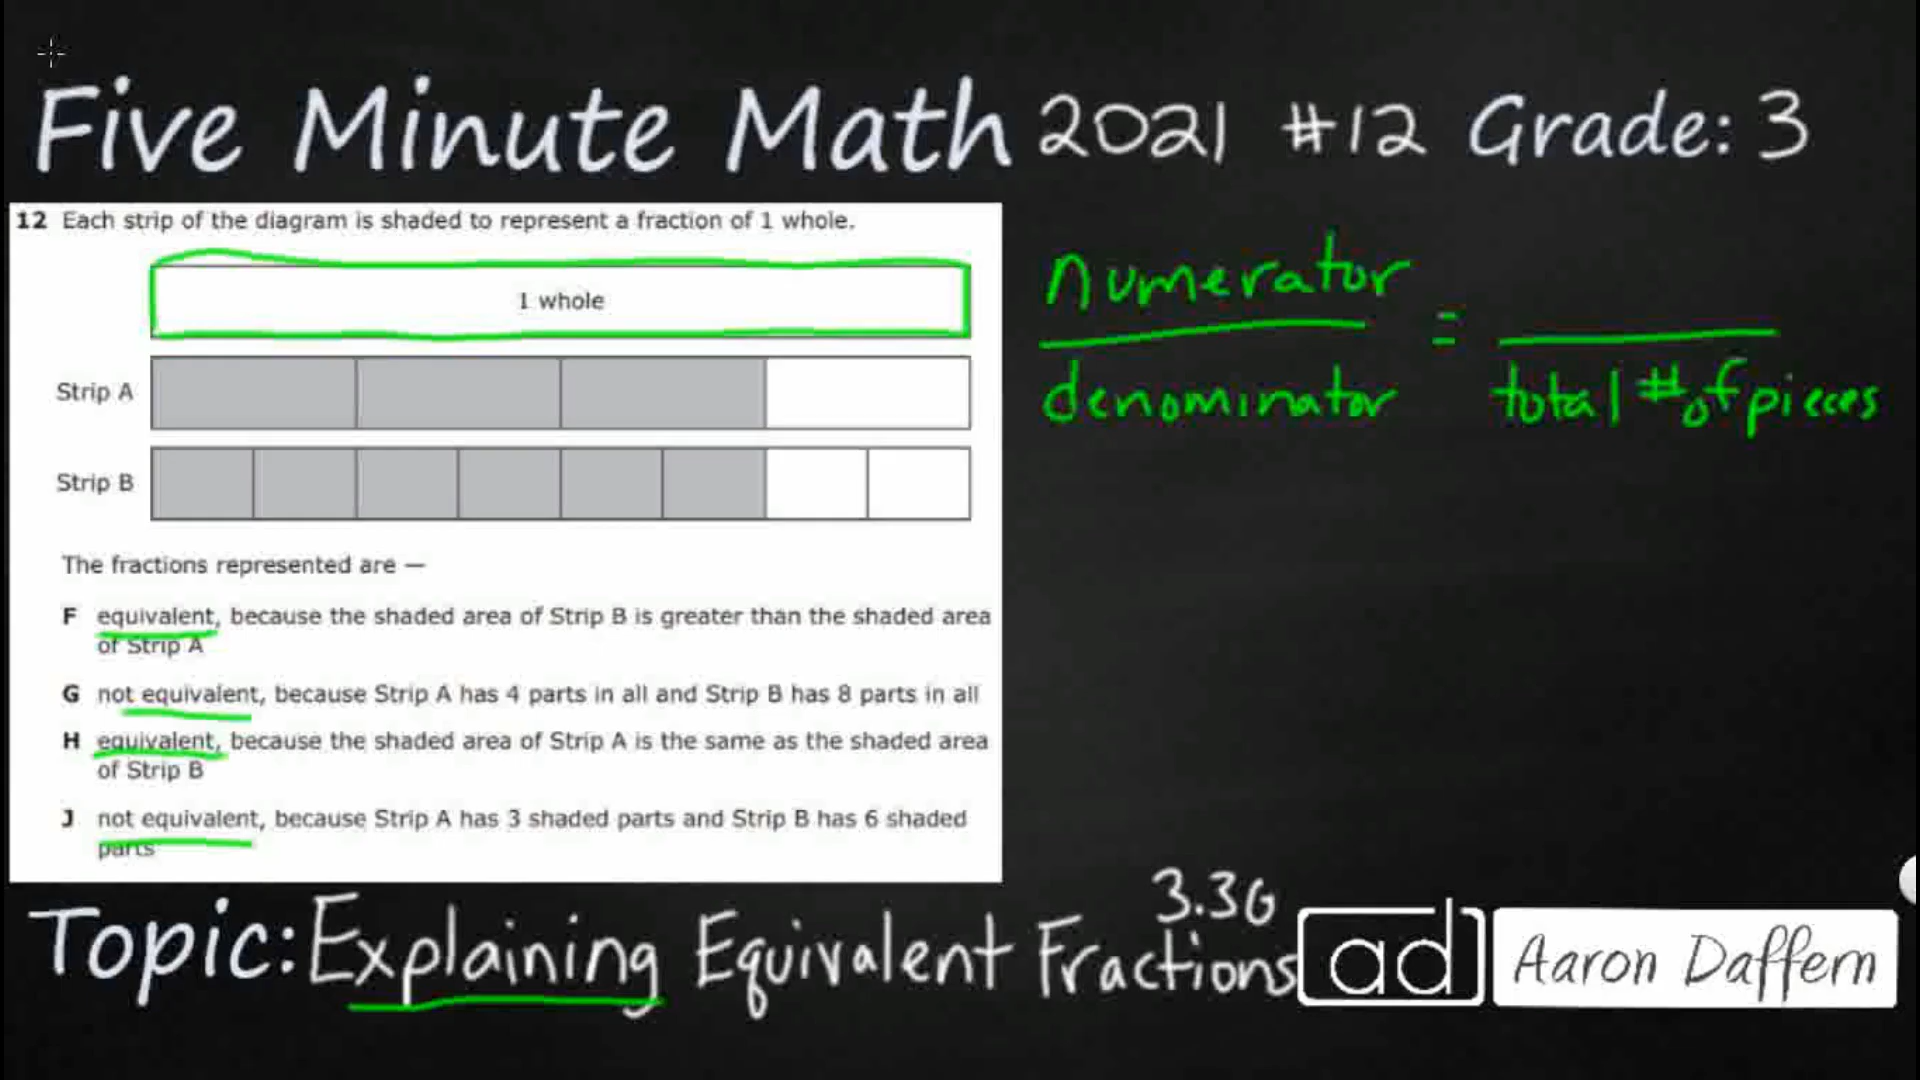 Five Minute Math 2021 #12 Grade: 3
12 Each strip of the diagram is shaded to represent a fraction of 1 whole.
1 whole
Strip A
Strip B
The fractions represented are —
F equivalent, because the shaded area of Strip B is greater than the shaded area
of Strip A
G not equivalent, because Strip A has 4 parts in all and Strip B has 8 parts in all
H equivalent, because the shaded area of Strip A is the same as the shaded area
of Strip B
J not equivalent, because Strip A has 3 shaded parts and Strip B has 6 shaded
parts
numerator
=
denominator total # of pieces
3.3G
Topic: Explaining Equivalent Fractions
ad Aaron Daffern